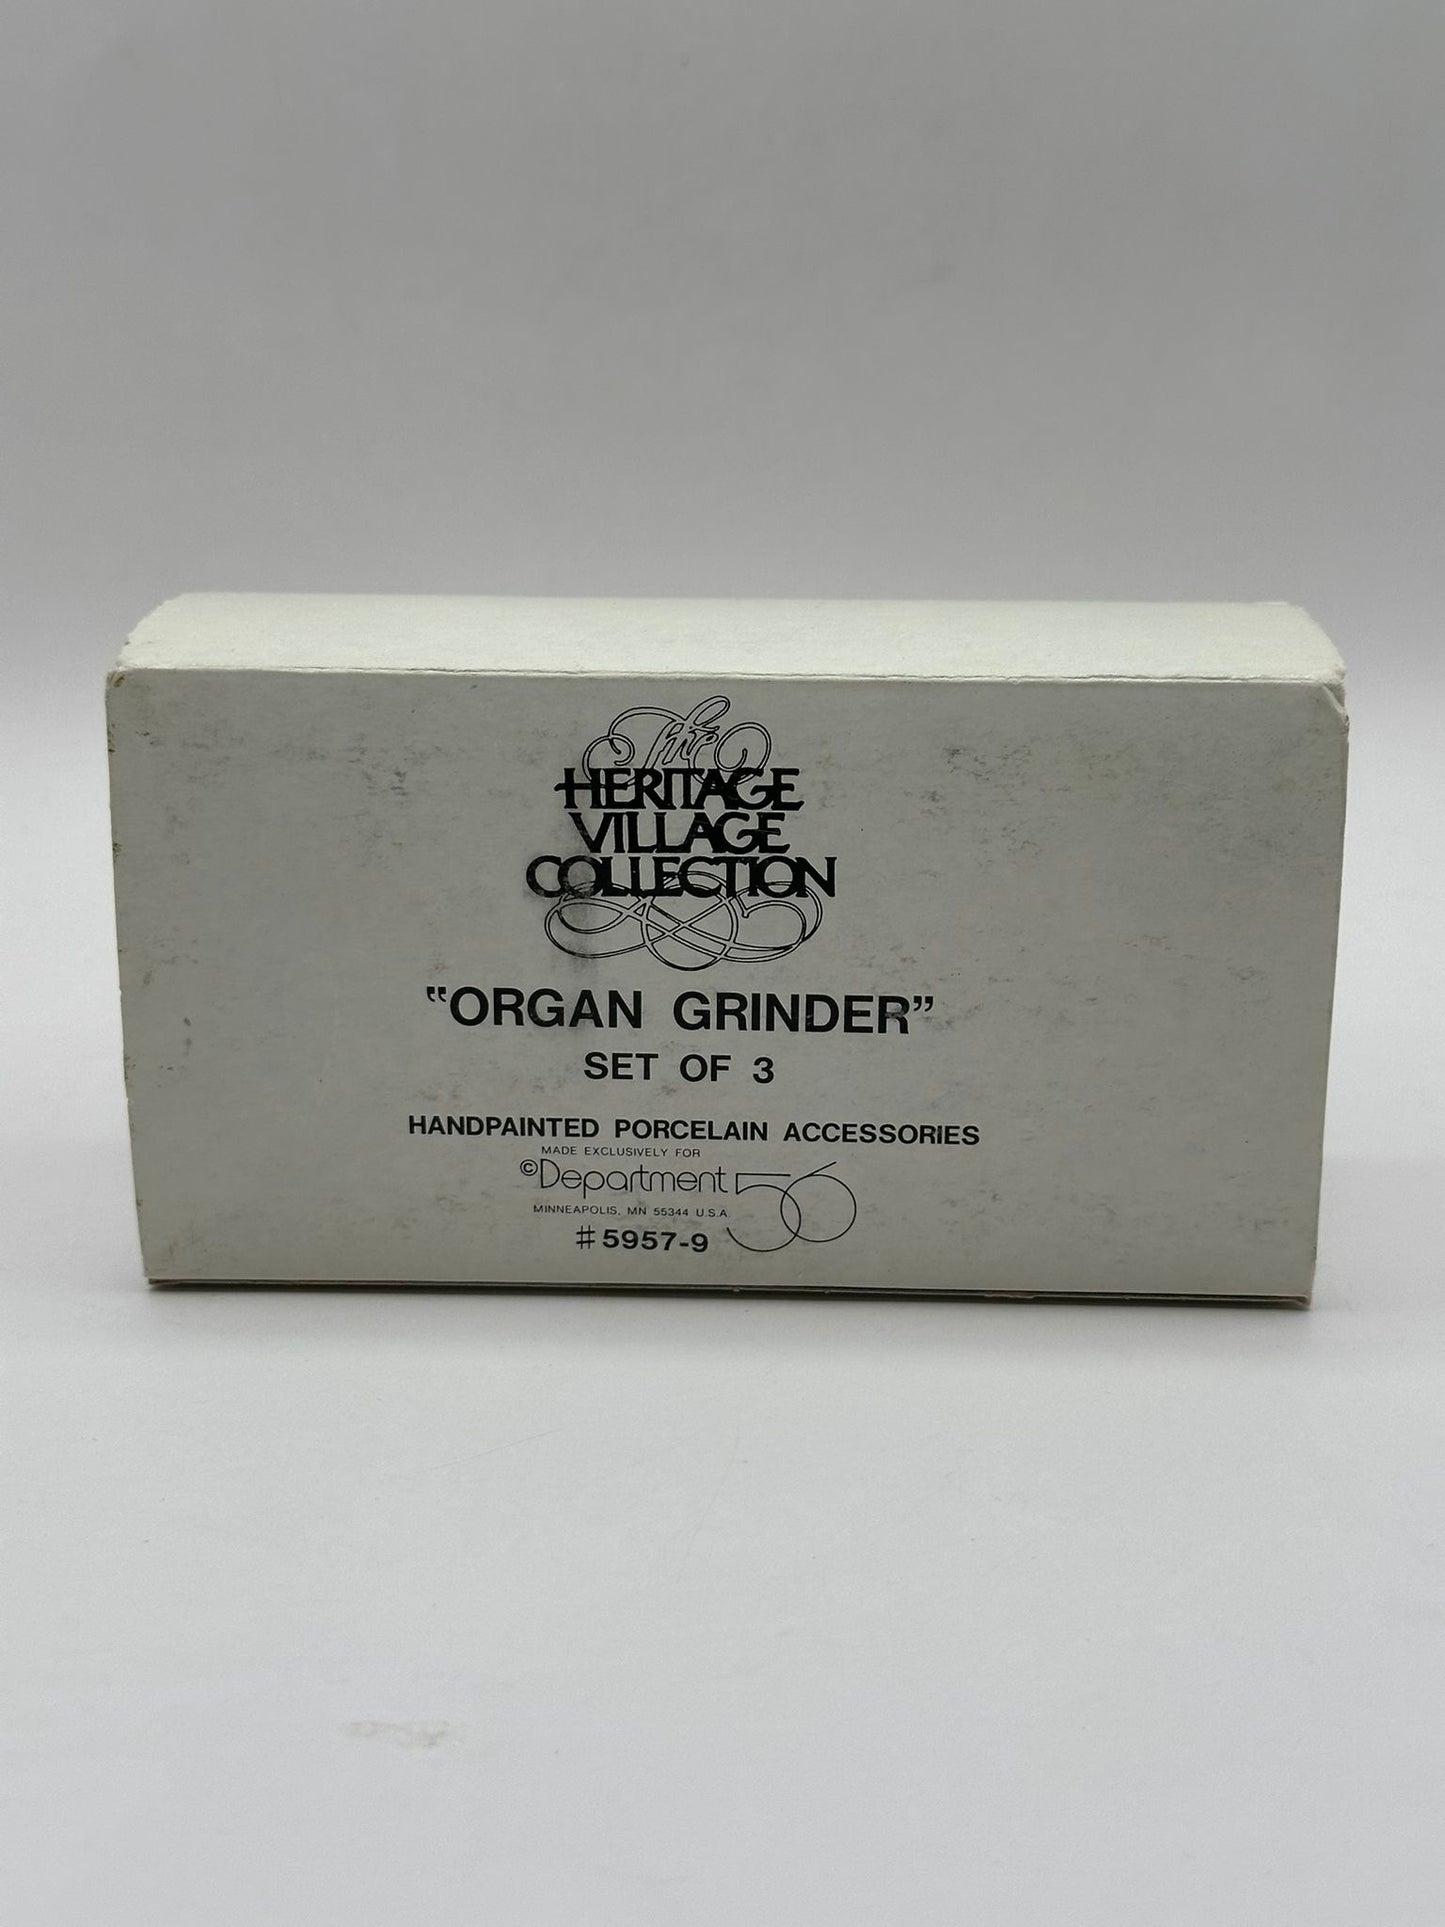 The
HERITAGE
VILLAGE
COLLECTION
"ORGAN GRINDER"
SET OF 3
HANDPAINTED PORCELAIN ACCESSORIES
MADE EXCLUSIVELY FOR
©Department 56
MINNEAPOLIS, MN 55344 U.S.A.
#5957-9